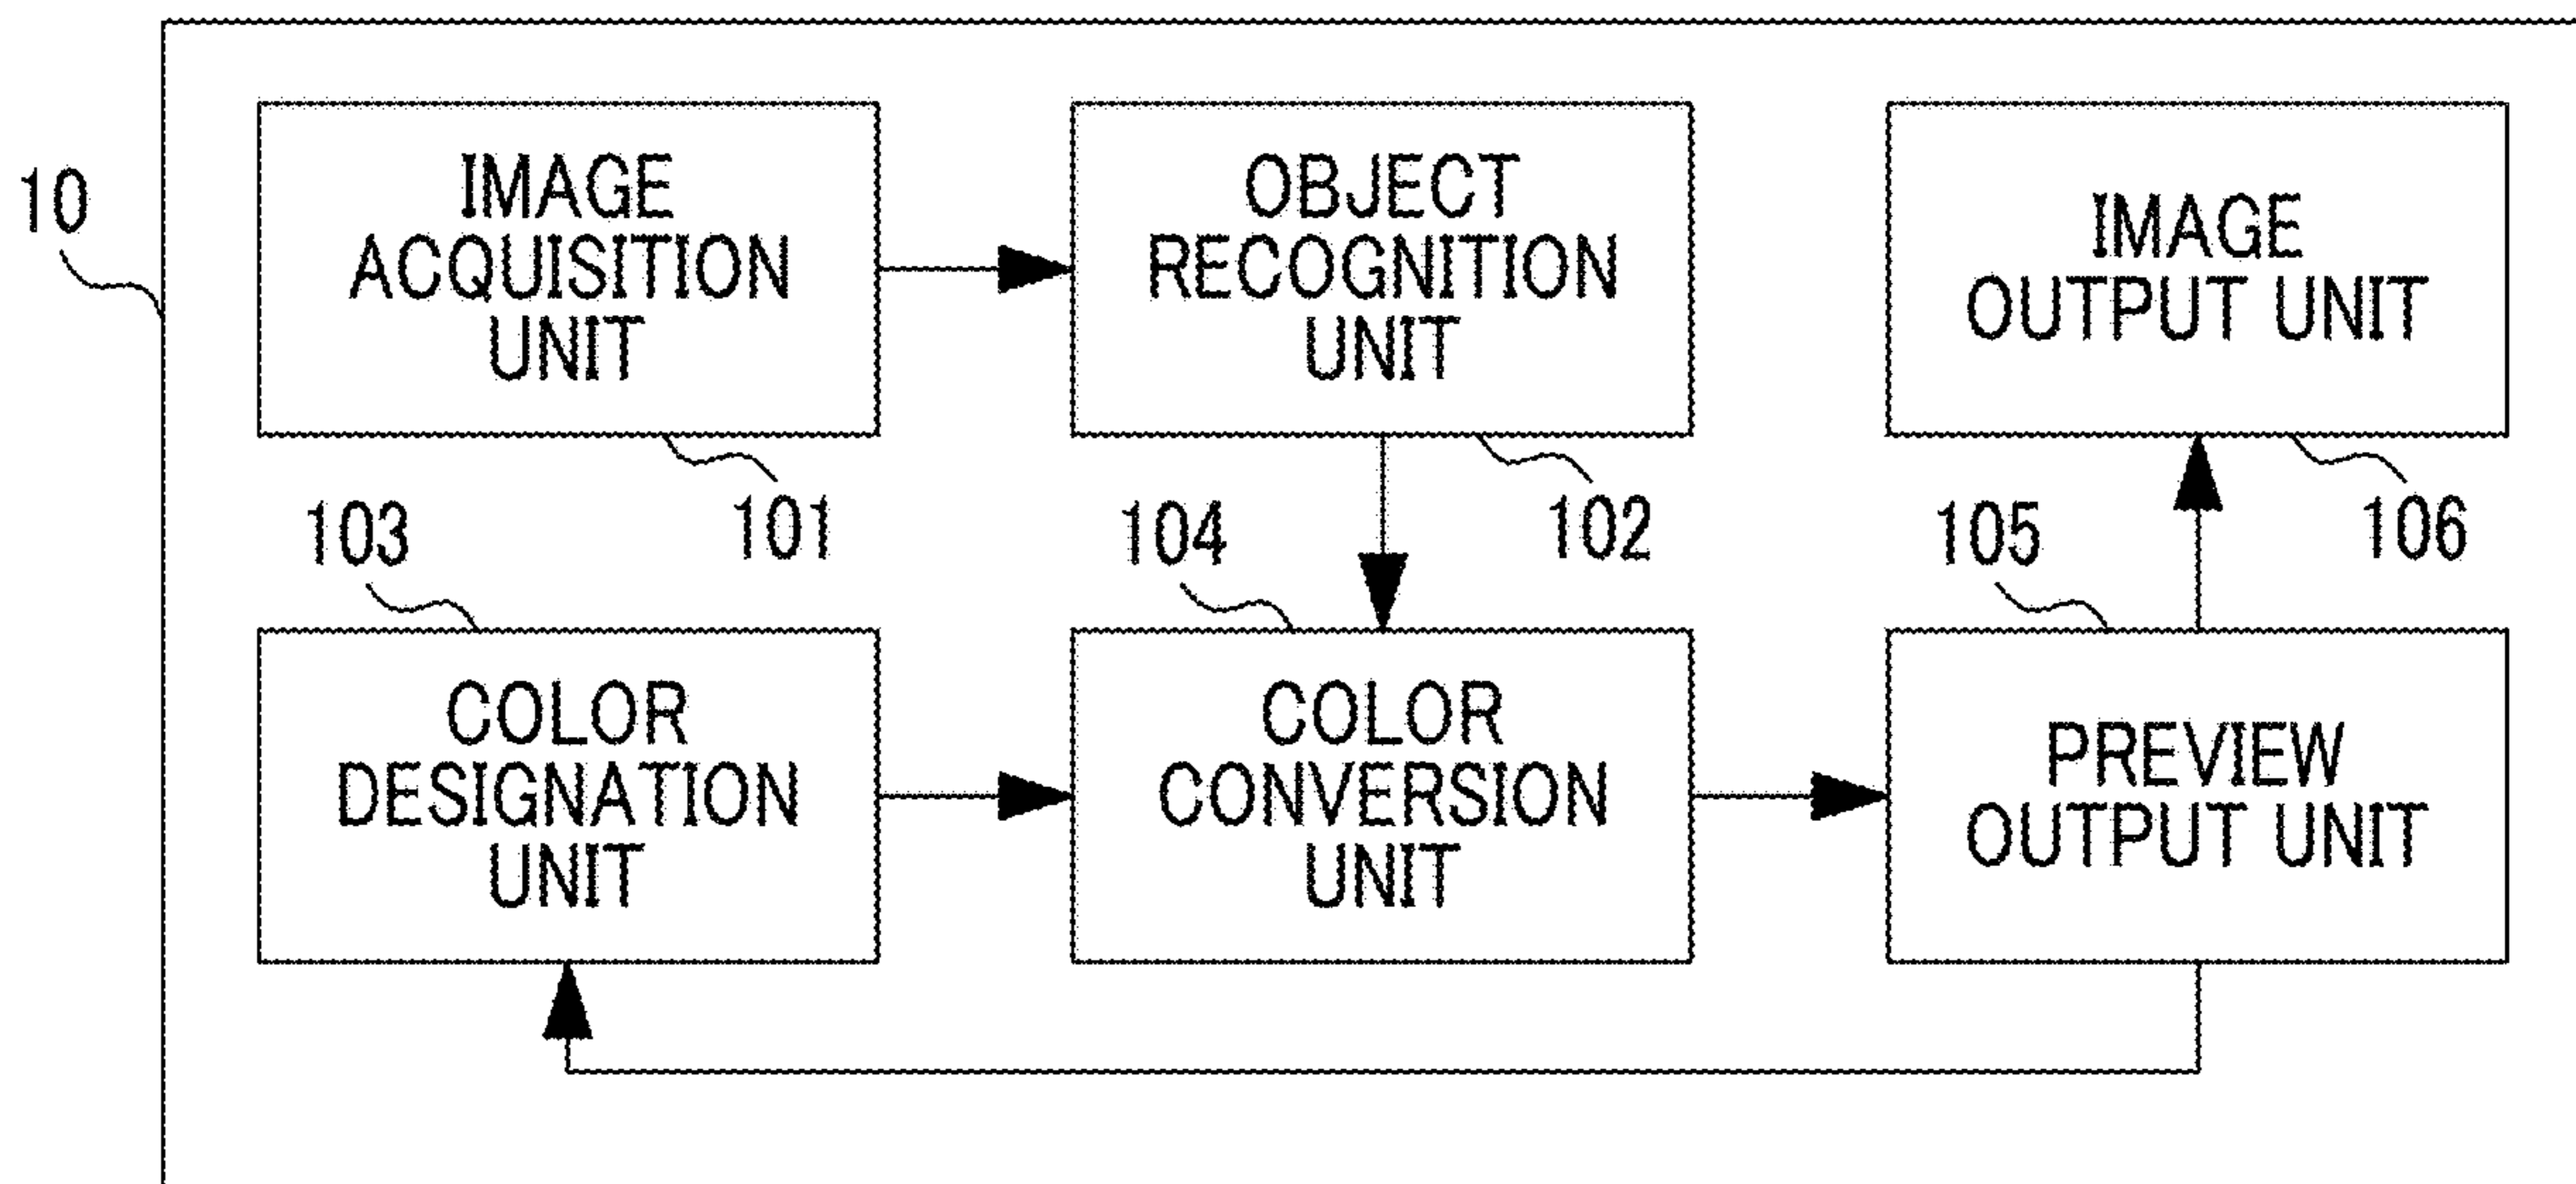 10
IMAGE
ACQUISITION
UNIT
101
OBJECT
RECOGNITION
UNIT
102
IMAGE
OUTPUT UNIT
106
103
COLOR
DESIGNATION
UNIT
104
COLOR
CONVERSION
UNIT
105
PREVIEW
OUTPUT UNIT